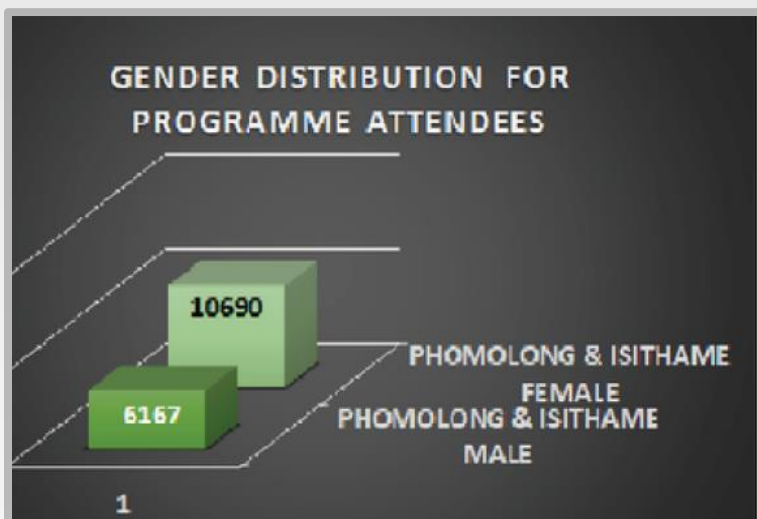 GENDER DISTRIBUTION FOR
PROGRAMME ATTENDEES
10690
6167
PHOMOLONG & ISITHAME
FEMALE
PHOMOLONG & ISITHAME
MALE
1